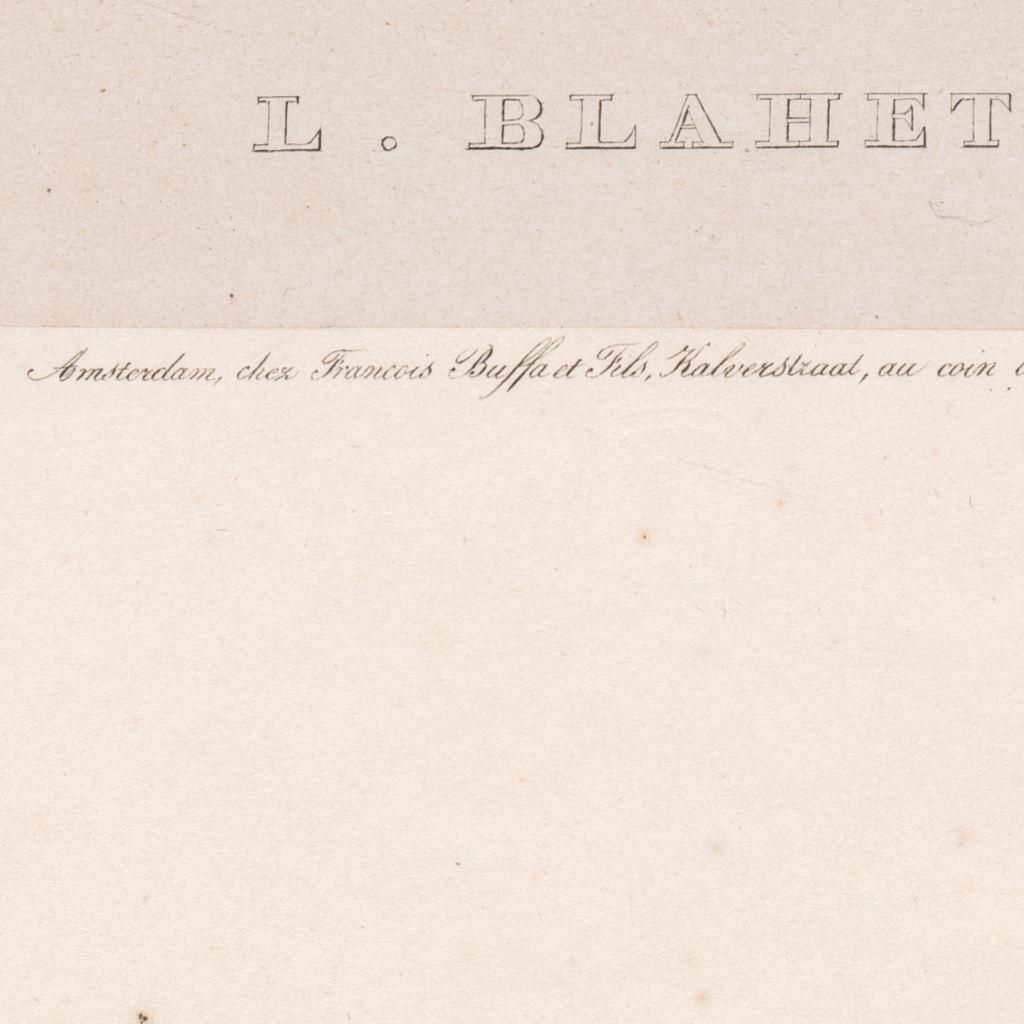 L. BLAHET
Amsterdam, chez Francois Buffa et Fils, Kalverstraat, au coin